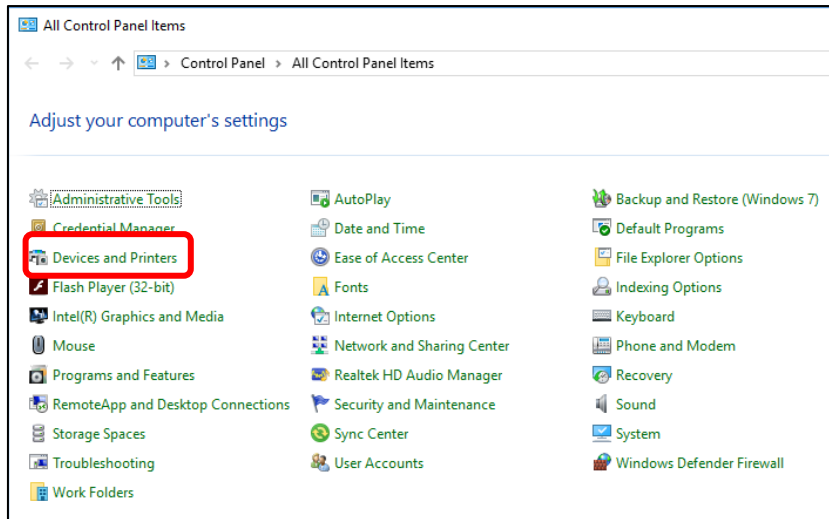 All Control Panel Items
Control Panel > All Control Panel Items
Adjust your computer's settings
Administrative Tools
AutoPlay
Backup and Restore (Windows 7)
Credential Manager
Date and Time
Default Programs
Devices and Printers
Ease of Access Center
File Explorer Options
Flash Player (32-bit)
Fonts
Indexing Options
Intel(R) Graphics and Media
Internet Options
Keyboard
Mouse
Network and Sharing Center
Phone and Modem
Programs and Features
Realtek HD Audio Manager
Recovery
RemoteApp and Desktop Connections
Security and Maintenance
Sound
Storage Spaces
Sync Center
System
Troubleshooting
User Accounts
Windows Defender Firewall
Work Folders